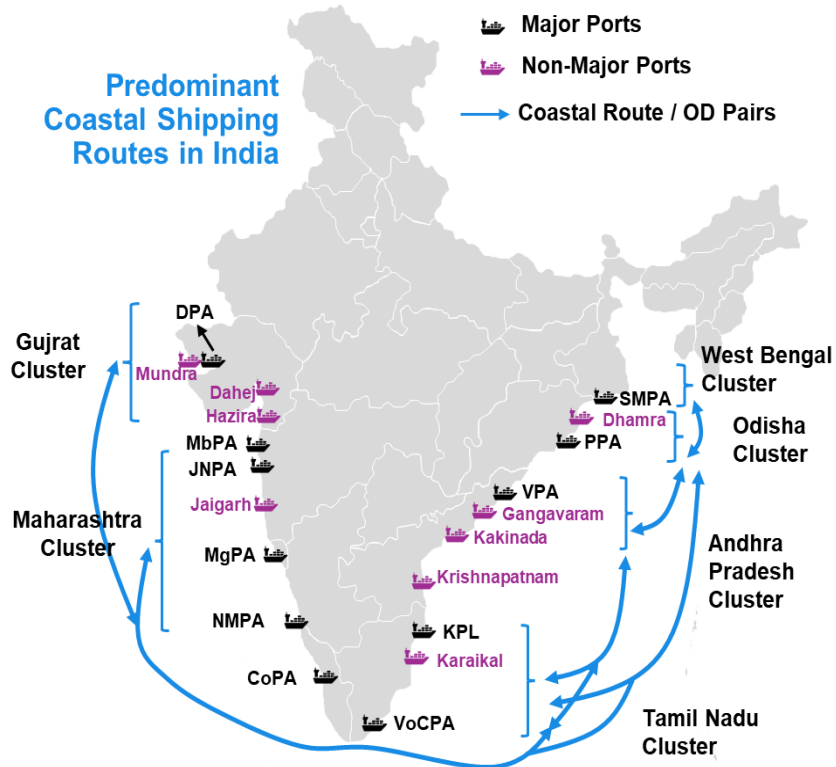 Predominant
Coastal Shipping
Routes in India
Major Ports
Non-Major Ports
Coastal Route / OD Pairs
DPA
Gujrat
Cluster
Mundra
Dahej
Hazira
MbPA
JNPA
Jaigarh
Maharashtra
Cluster
MgPA
NMPA
CoPA
VoCPA
West Bengal
Cluster
SMPA
Dhamra
Odisha
Cluster
PPA
VPA
Gangavaram
Kakinada
Andhra
Pradesh
Cluster
Krishnapatnam
KPL
Karaikal
Tamil Nadu
Cluster